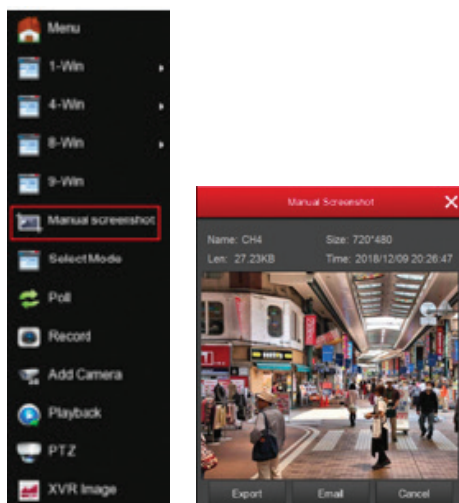 Menu
1-Win
4-Win
8-Win
9-Win
Manual screenshot
Select Mode
Poll
Record
Add Camera
Playback
PTZ
XVR Image
Manual Screenshot
Name: CH4 Size: 720*480
Len: 27.23KB Time: 2018/12/09 20:26:47
Export Email Cancel